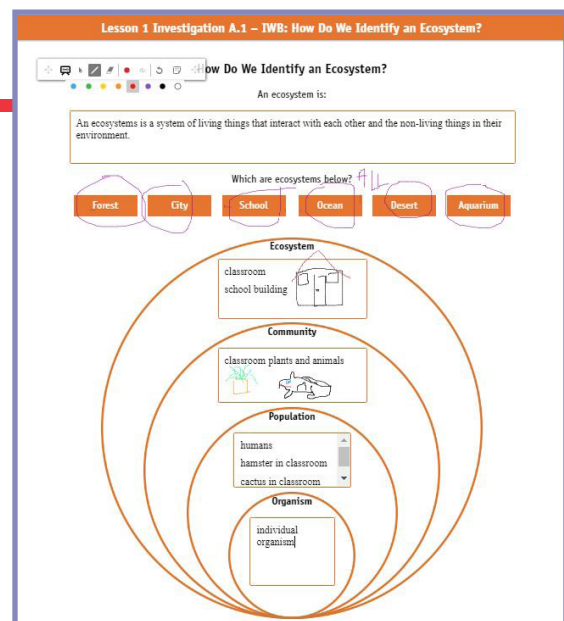 Lesson 1 Investigation A.1 – IWB: How Do We Identify an Ecosystem?
ow Do We Identify an Ecosystem?
An ecosystem is:
An ecosystems is a system of living things that interact with each other and the non-living things in their
environment.
Which are ecosystems below? ALL
Forest City School Ocean Desert Aquarium
Ecosystem
classroom
school building
Community
classroom plants and animals
Population
humans
hamster in classroom
cactus in classroom
Organism
individual
organism